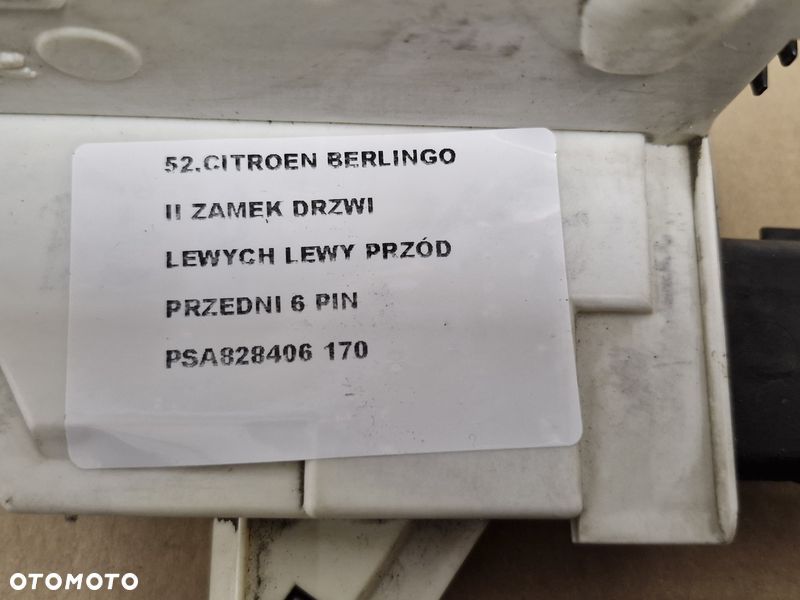 52.CITROEN BERLINGO
II ZAMEK DRZWI
LEWYCH LEWY PRZÓD
PRZEDNI 6 PIN
PSA828406 170
OTOMOTO